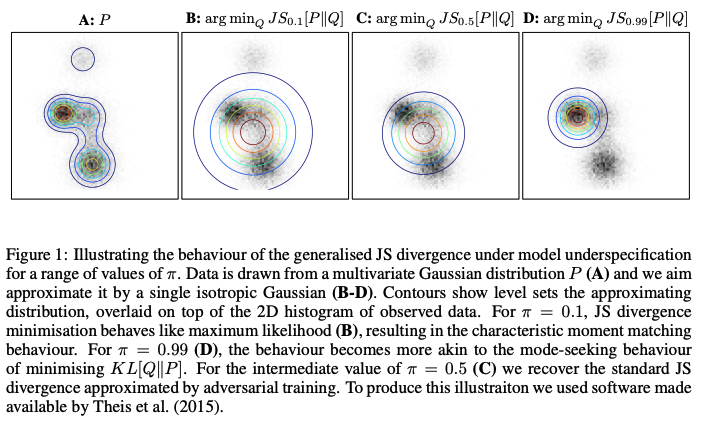 A: P B: arg min_Q JS_{0.1}[P‖Q] C: arg min_Q JS_{0.5}[P‖Q] D: arg min_Q JS_{0.99}[P‖Q]
Figure 1: Illustrating the behaviour of the generalised JS divergence under model underspecification
for a range of values of π. Data is drawn from a multivariate Gaussian distribution P (A) and we aim
approximate it by a single isotropic Gaussian (B-D). Contours show level sets the approximating
distribution, overlaid on top of the 2D histogram of observed data. For π = 0.1, JS divergence
minimisation behaves like maximum likelihood (B), resulting in the characteristic moment matching
behaviour. For π = 0.99 (D), the behaviour becomes more akin to the mode-seeking behaviour
of minimising KL[Q‖P]. For the intermediate value of π = 0.5 (C) we recover the standard JS
divergence approximated by adversarial training. To produce this illustraiton we used software made
available by Theis et al. (2015).